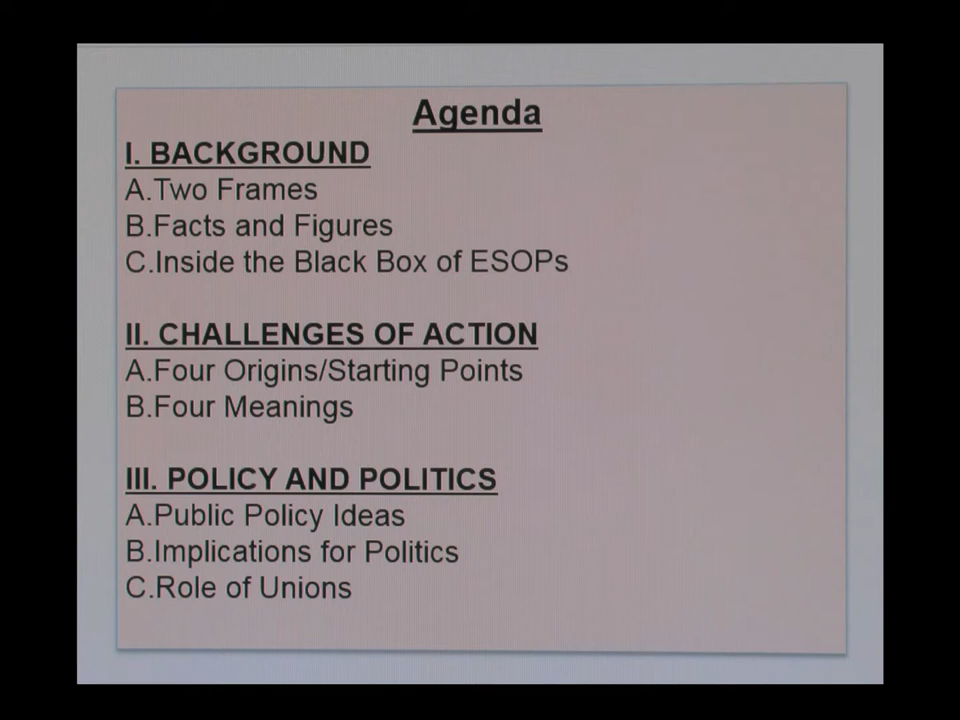 Agenda
I. BACKGROUND
A.Two Frames
B.Facts and Figures
C.Inside the Black Box of ESOPs
II. CHALLENGES OF ACTION
A.Four Origins/Starting Points
B.Four Meanings
III. POLICY AND POLITICS
A.Public Policy Ideas
B.Implications for Politics
C.Role of Unions